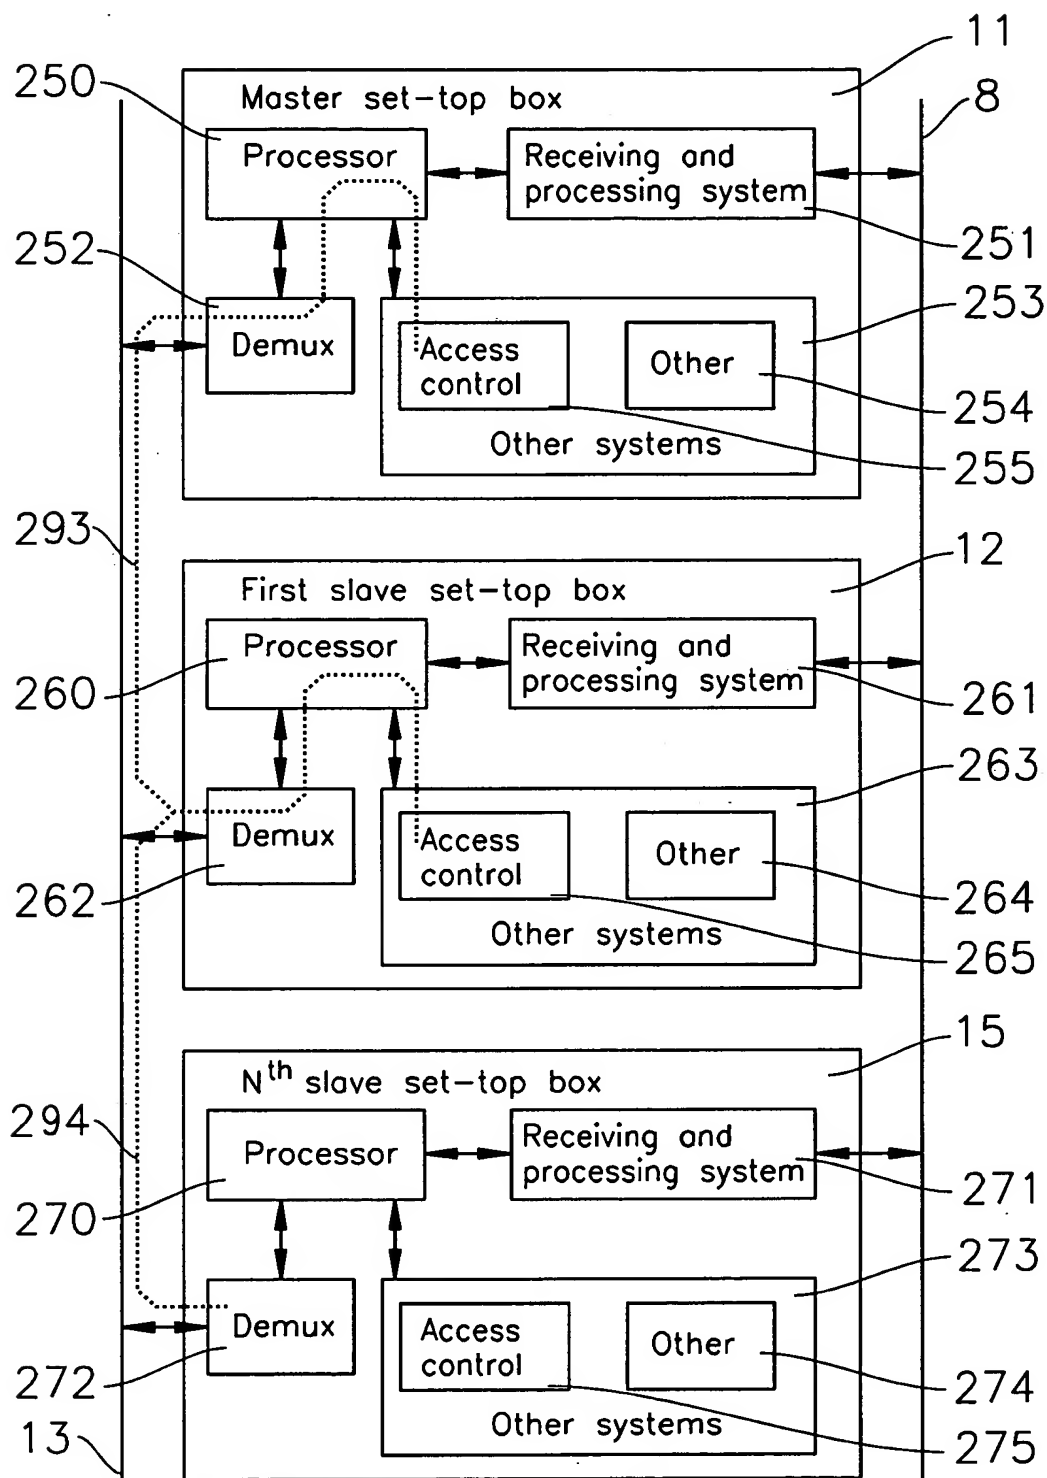 11
250
Master set-top box
8
Processor
Receiving and
processing system
252
251
253
Demux
Access
control
Other
254
Other systems
255
293
12
First slave set-top box
Processor
Receiving and
processing system
260
261
263
Demux
Access
control
Other
262
264
Other systems
265
15
Nth slave set-top box
294
Processor
Receiving and
processing system
270
271
273
Demux
Access
control
Other
272
274
Other systems
13
275